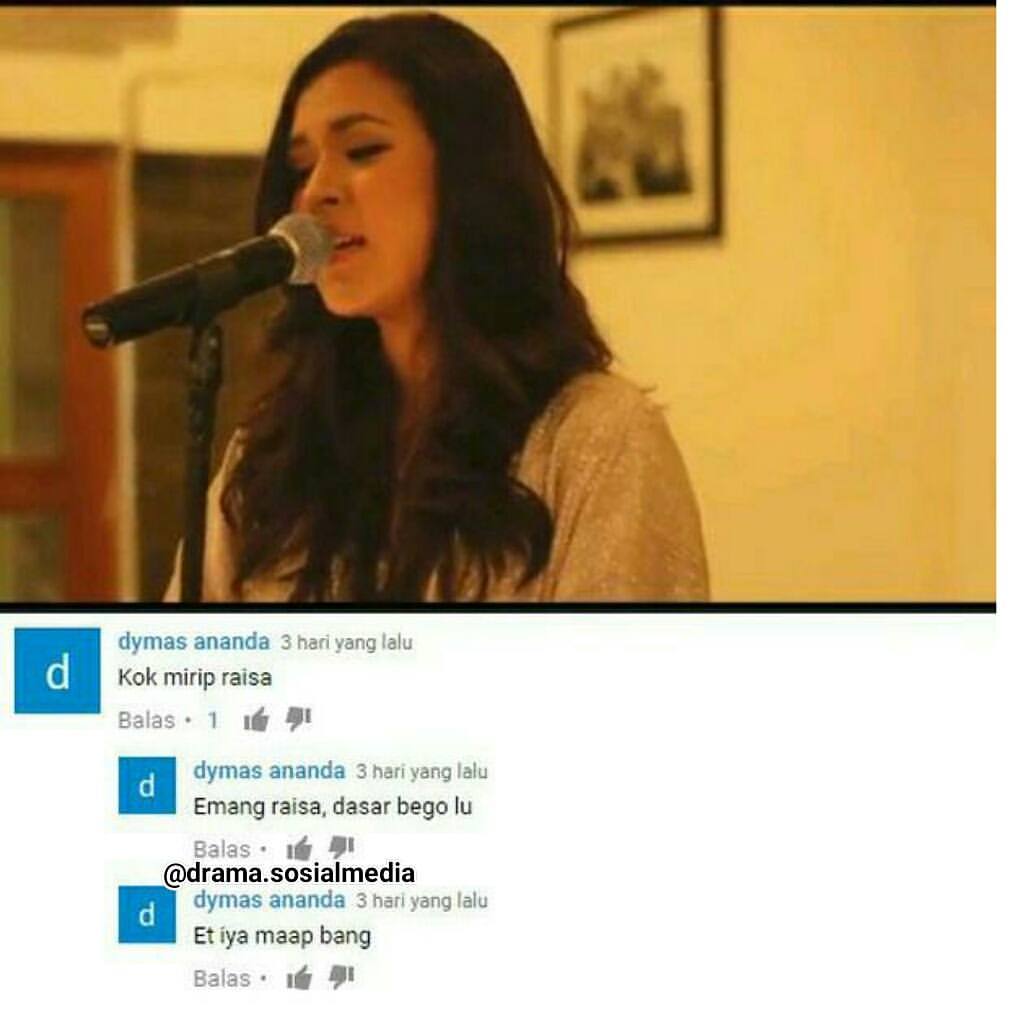 d
dymas ananda 3 hari yang lalu
Kok mirip raisa
Balas • 1
d
dymas ananda 3 hari yang lalu
Emang raisa, dasar bego lu
Balas •
@drama.sosialmedia
d
dymas ananda 3 hari yang lalu
Et iya maap bang
Balas •